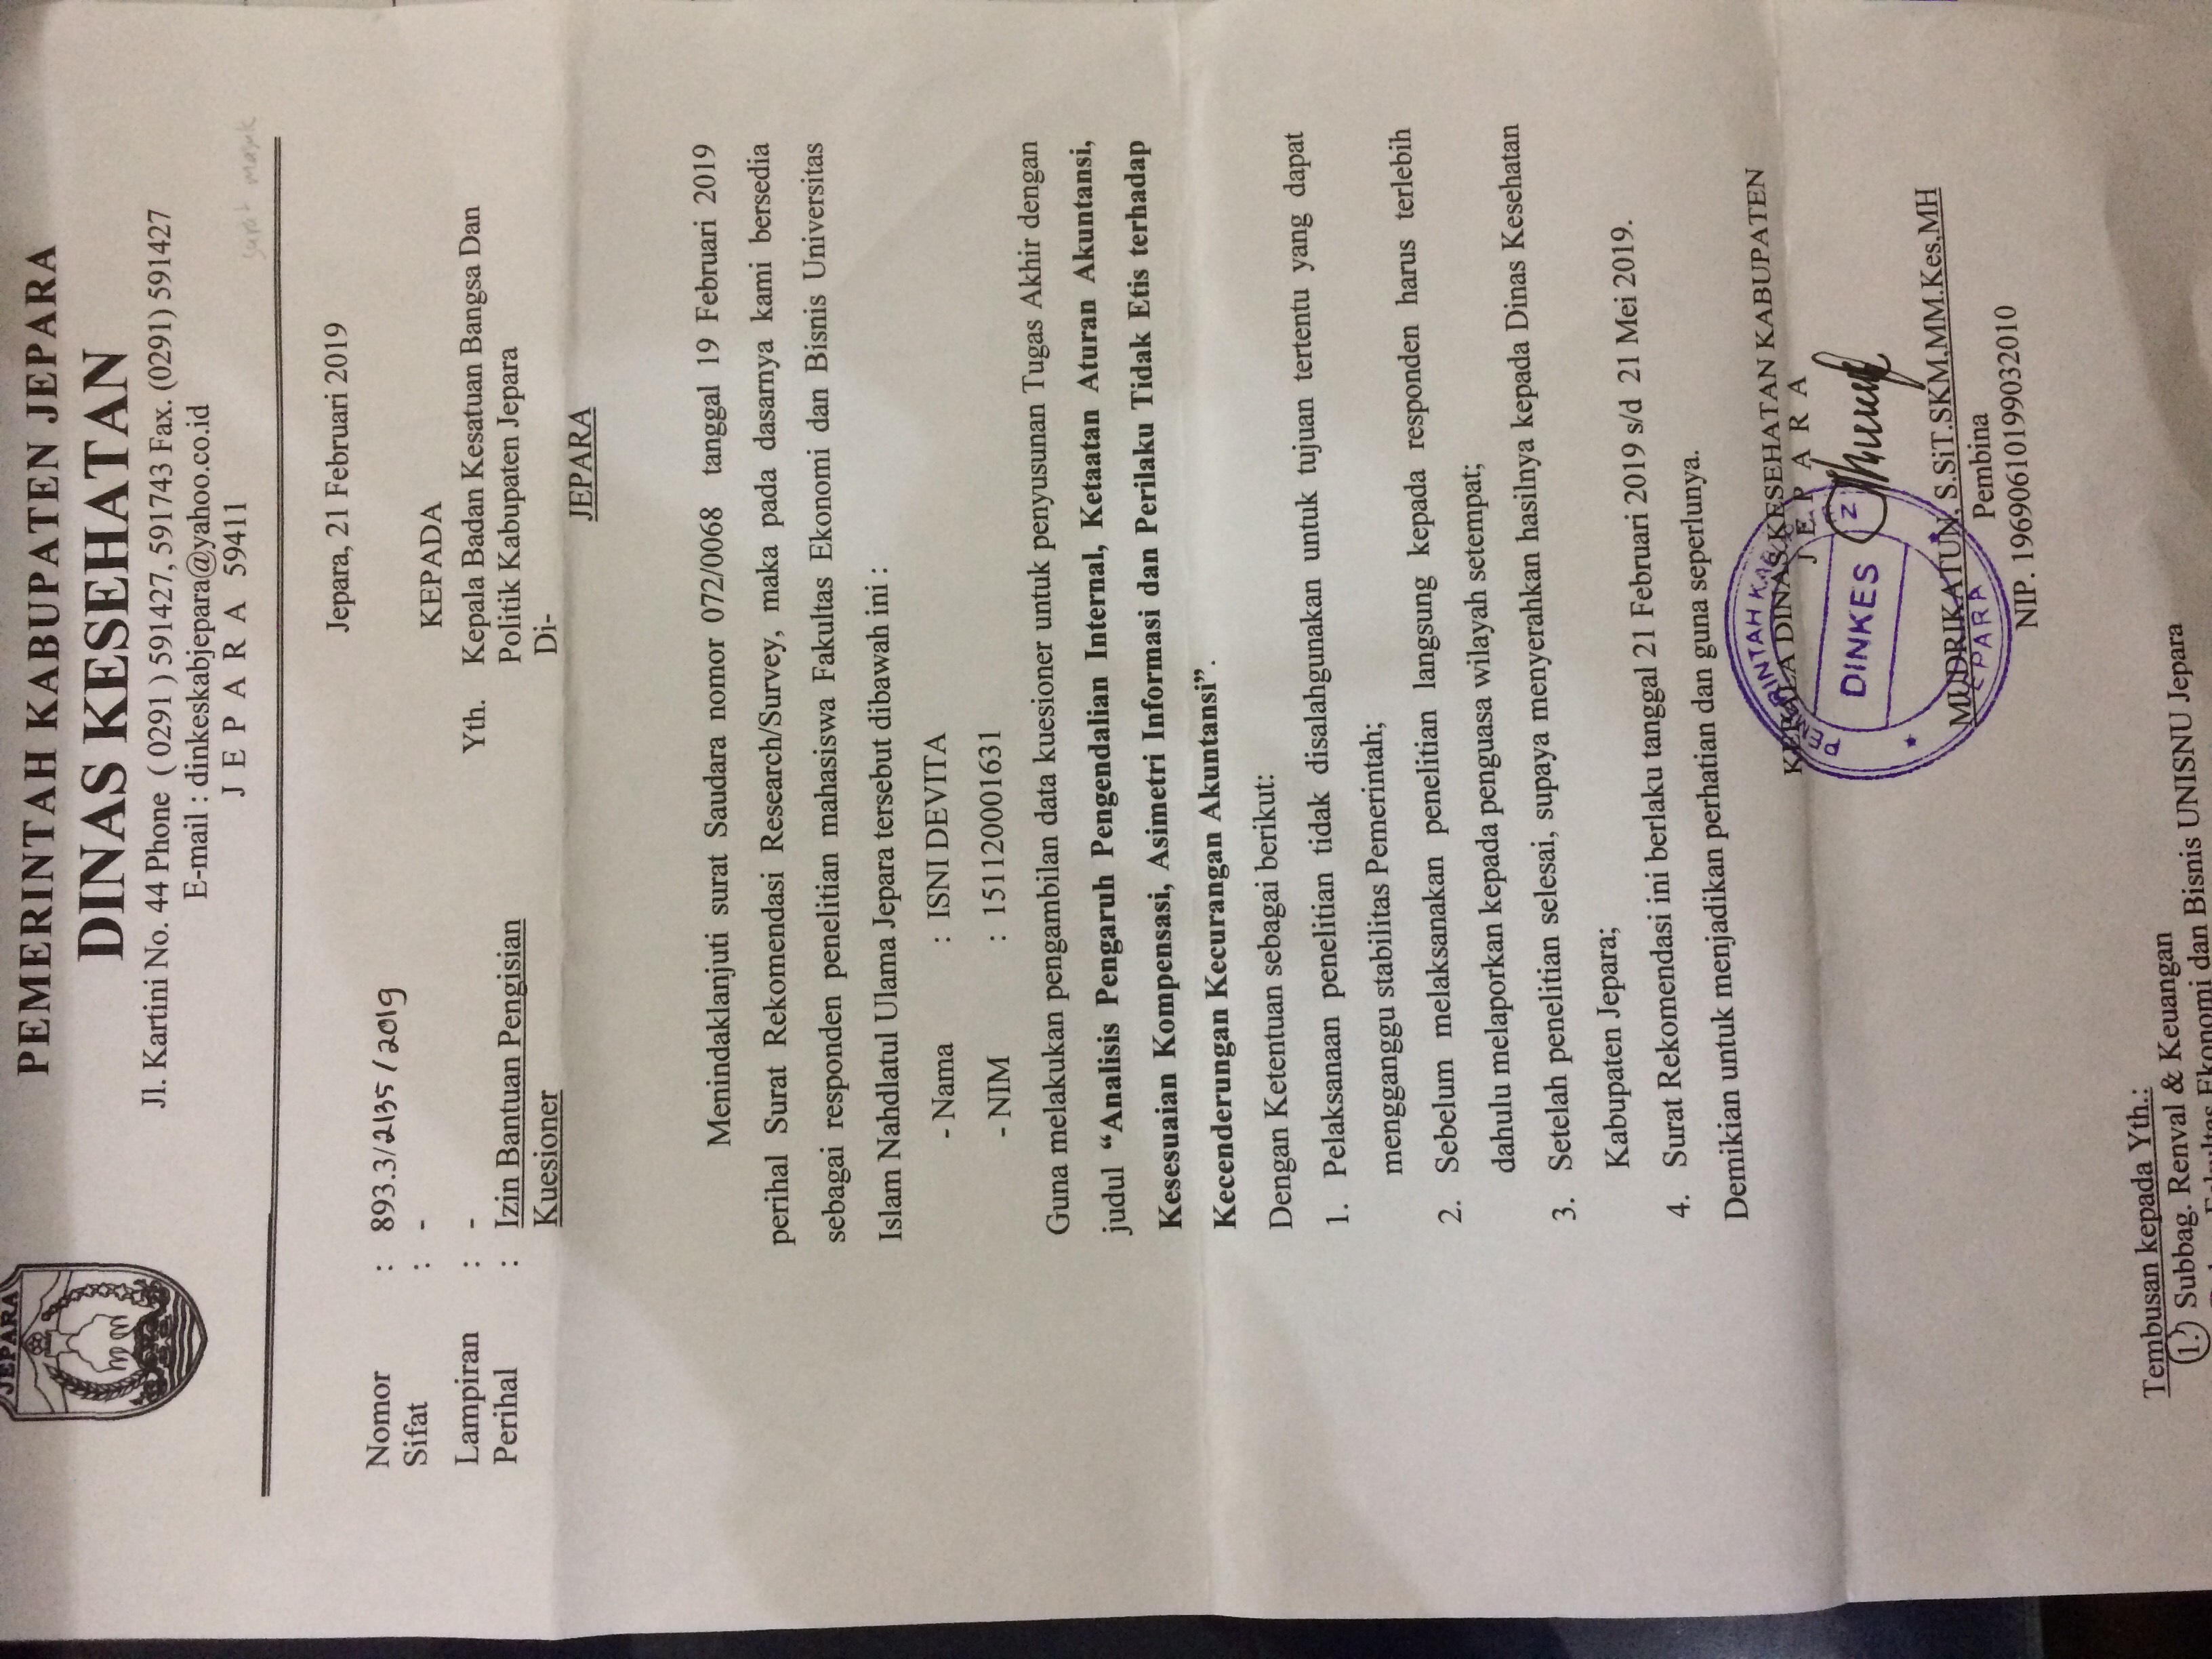 JEPARA
PEMERINTAH KABUPATEN JEPARA
DINAS KESEHATAN
Jl. Kartini No. 44 Phone ( 0291 ) 591427, 591743 Fax. (0291) 591427
E-mail : dinkeskabjepara@yahoo.co.id
J E P A R A 59411
surat masuk
Jepara, 21 Februari 2019
Nomor : 893.3/2135/2019
Sifat : -
Lampiran : -
Perihal : Izin Bantuan Pengisian
Kuesioner
KEPADA
Yth. Kepala Badan Kesatuan Bangsa Dan
Politik Kabupaten Jepara
Di-
JEPARA
Menindaklanjuti surat Saudara nomor 072/0068 tanggal 19 Februari 2019
perihal Surat Rekomendasi Research/Survey, maka pada dasarnya kami bersedia
sebagai responden penelitian mahasiswa Fakultas Ekonomi dan Bisnis Universitas
Islam Nahdlatul Ulama Jepara tersebut dibawah ini :
- Nama : ISNI DEVITA
- NIM : 151120001631
Guna melakukan pengambilan data kuesioner untuk penyusunan Tugas Akhir dengan
judul “Analisis Pengaruh Pengendalian Internal, Ketaatan Aturan Akuntansi,
Kesesuaian Kompensasi, Asimetri Informasi dan Perilaku Tidak Etis terhadap
Kecenderungan Kecurangan Akuntansi”.
Dengan Ketentuan sebagai berikut:
1. Pelaksanaan penelitian tidak disalahgunakan untuk tujuan tertentu yang dapat
mengganggu stabilitas Pemerintah;
2. Sebelum melaksanakan penelitian langsung kepada responden harus terlebih
dahulu melaporkan kepada penguasa wilayah setempat;
3. Setelah penelitian selesai, supaya menyerahkan hasilnya kepada Dinas Kesehatan
Kabupaten Jepara;
4. Surat Rekomendasi ini berlaku tanggal 21 Februari 2019 s/d 21 Mei 2019.
Demikian untuk menjadikan perhatian dan guna seperlunya.
KEPALA DINAS KESEHATAN KABUPATEN
J E P A R A
PEMERINTAH
DINKES
MUDRIKATUN, S.SiT.SKM,MM.Kes,MH
Pembina
NIP. 19690610199032010
Tembusan kepada Yth.:
1. Subbag. Renval & Keuangan
Ekonomi dan Bisnis UNISNU Jepara